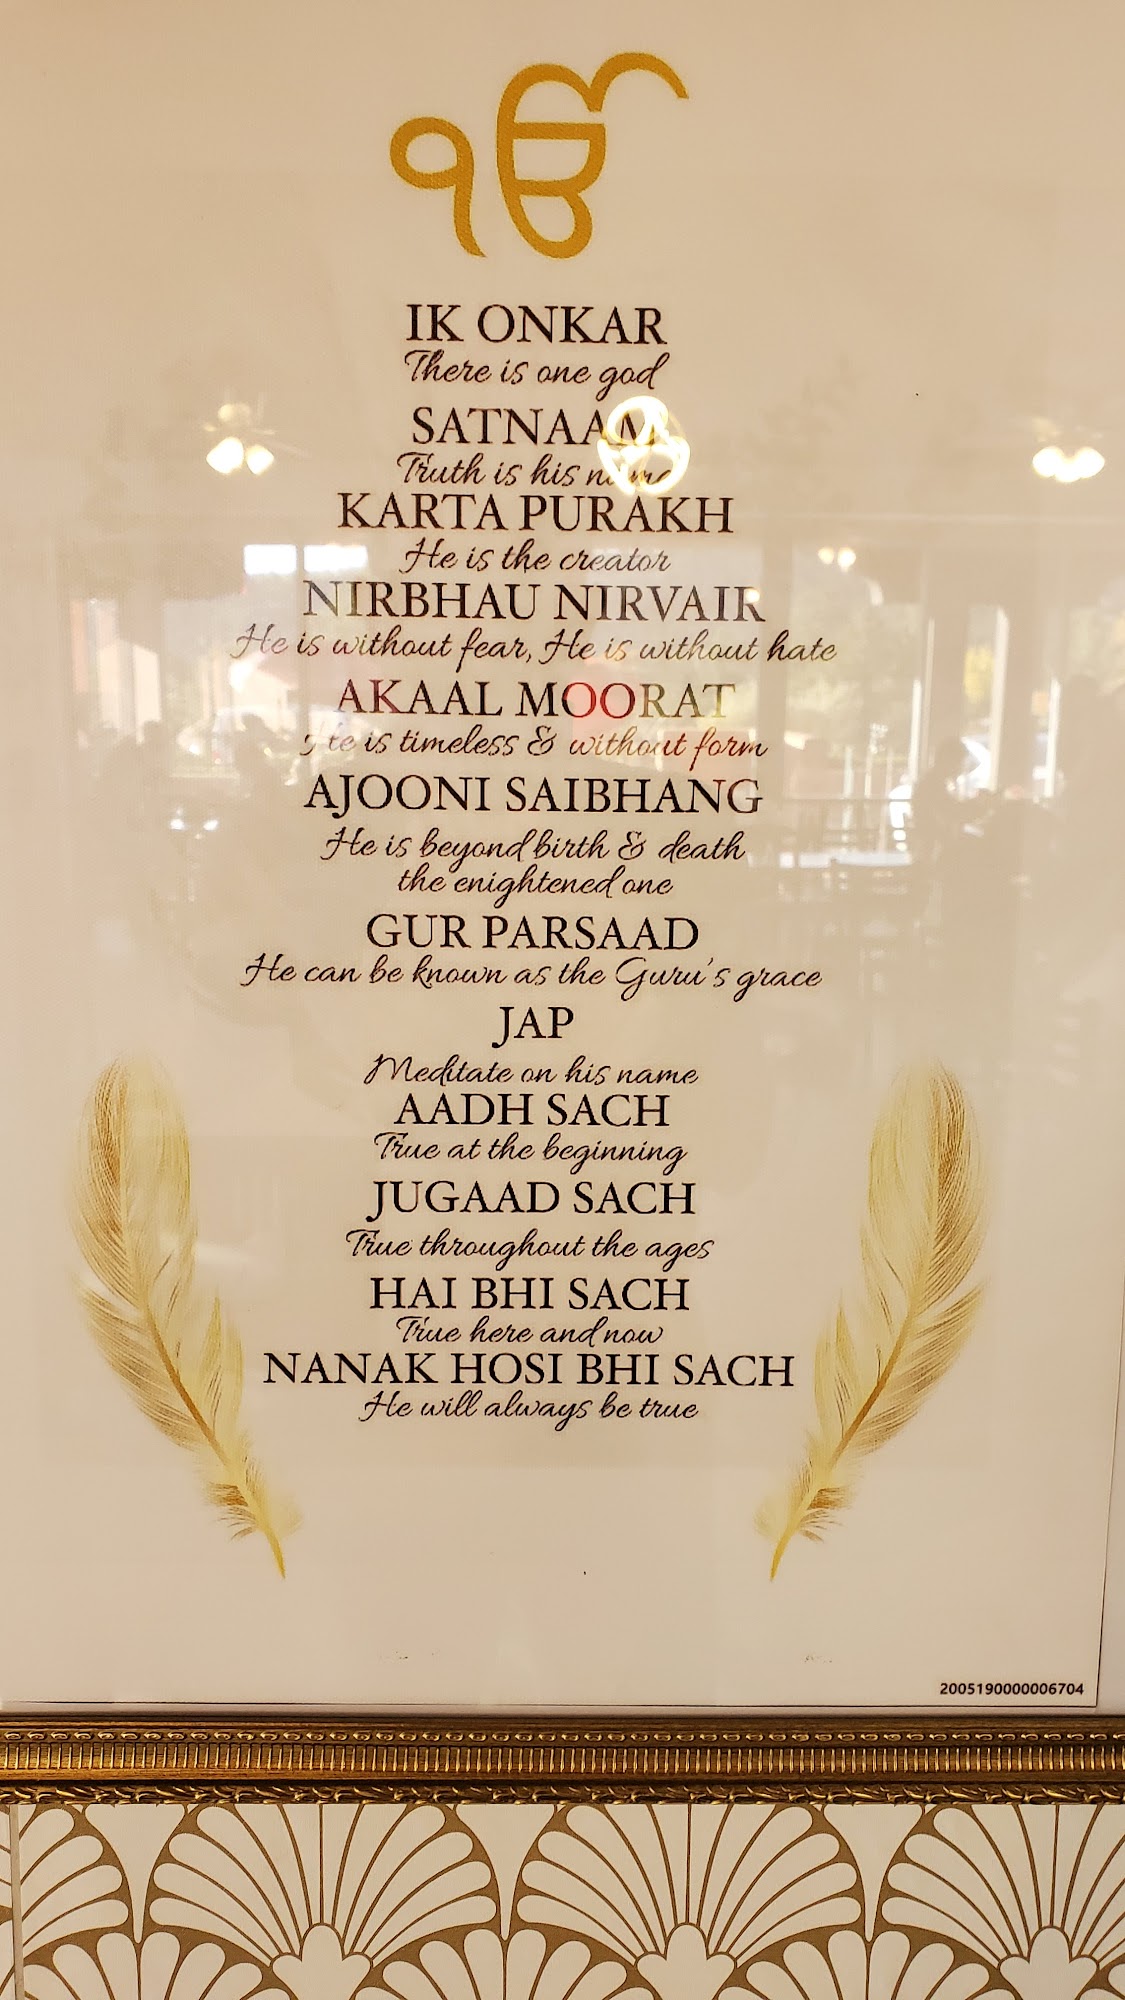 ੴ
IK ONKAR
There is one god
SATNAAM
Truth is his name
KARTA PURAKH
He is the creator
NIRBHAU NIRVAIR
He is without fear, He is without hate
AKAAL MOORAT
He is timeless & without form
AJOONI SAIBHANG
He is beyond birth & death
the enightened one
GUR PARSAAD
He can be known as the Guru's grace
JAP
Meditate on his name
AADH SACH
True at the beginning
JUGAAD SACH
True throughout the ages
HAI BHI SACH
True here and now
NANAK HOSI BHI SACH
He will always be true
2005190000006704